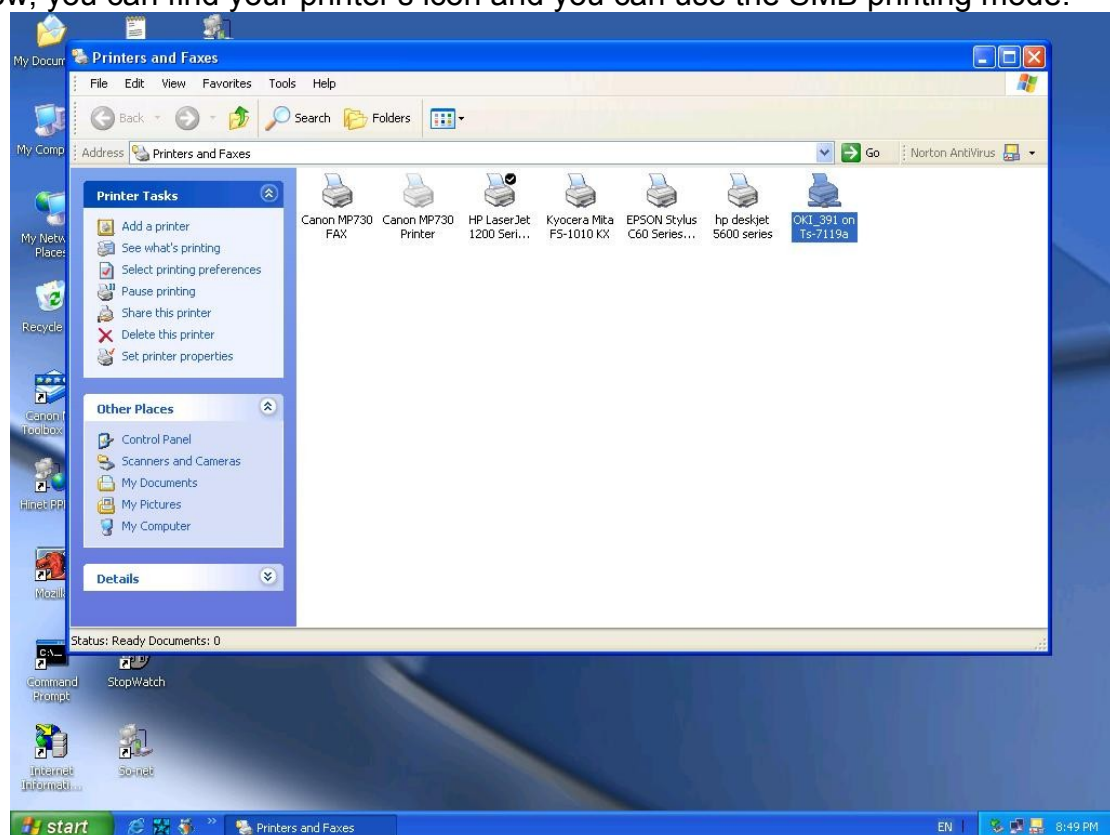 ow, you can find your printer's icon and you can use the SMB printing mode.
My Docum
Printers and Faxes
File Edit View Favorites Tools Help
Back Search Folders
My Comp
Address Printers and Faxes Go Norton AntiVirus
Printer Tasks
Add a printer
See what's printing
Select printing preferences
Pause printing
Share this printer
Delete this printer
Set printer properties
Canon MP730 FAX
Canon MP730 Printer
HP LaserJet 1200 Seri...
Kyocera Mita FS-1010 KX
EPSON Stylus C60 Series...
hp deskjet 5600 series
OKI_391 on Ts-7119a
My Netw
Places
Recycle
Other Places
Control Panel
Scanners and Cameras
My Documents
My Pictures
My Computer
Canon
Toolbox
Hinet PP
Details
Mozill
Status: Ready Documents: 0
C:\_
Command
Prompt
StopWatch
Internet
Informati...
So-net
start
Printers and Faxes
EN
8:49 PM